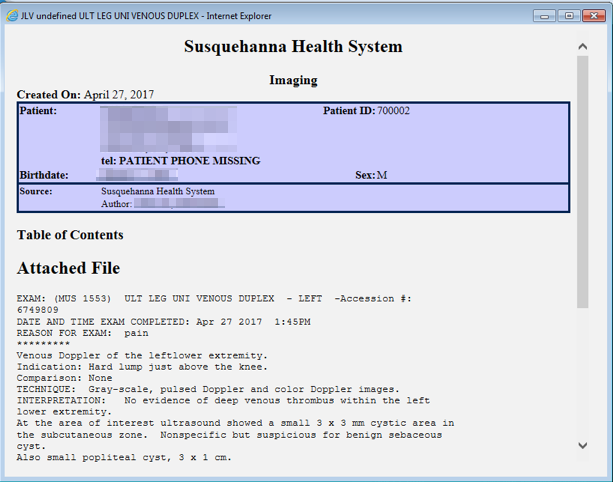 JLV undefined ULT LEG UNI VENOUS DUPLEX - Internet Explorer
Susquehanna Health System
Imaging
Created On: April 27, 2017
Patient: Patient ID: 700002
tel: PATIENT PHONE MISSING
Birthdate: Sex: M
Source: Susquehanna Health System
Author:
Table of Contents
Attached File
EXAM: (MUS 1553) ULT LEG UNI VENOUS DUPLEX - LEFT -Accession #:
6749809
DATE AND TIME EXAM COMPLETED: Apr 27 2017 1:45PM
REASON FOR EXAM: pain
*********
Venous Doppler of the leftlower extremity.
Indication: Hard lump just above the knee.
Comparison: None
TECHNIQUE: Gray-scale, pulsed Doppler and color Doppler images.
INTERPRETATION: No evidence of deep venous thrombus within the left
lower extremity.
At the area of interest ultrasound showed a small 3 x 3 mm cystic area in
the subcutaneous zone. Nonspecific but suspicious for benign sebaceous
cyst.
Also small popliteal cyst, 3 x 1 cm.